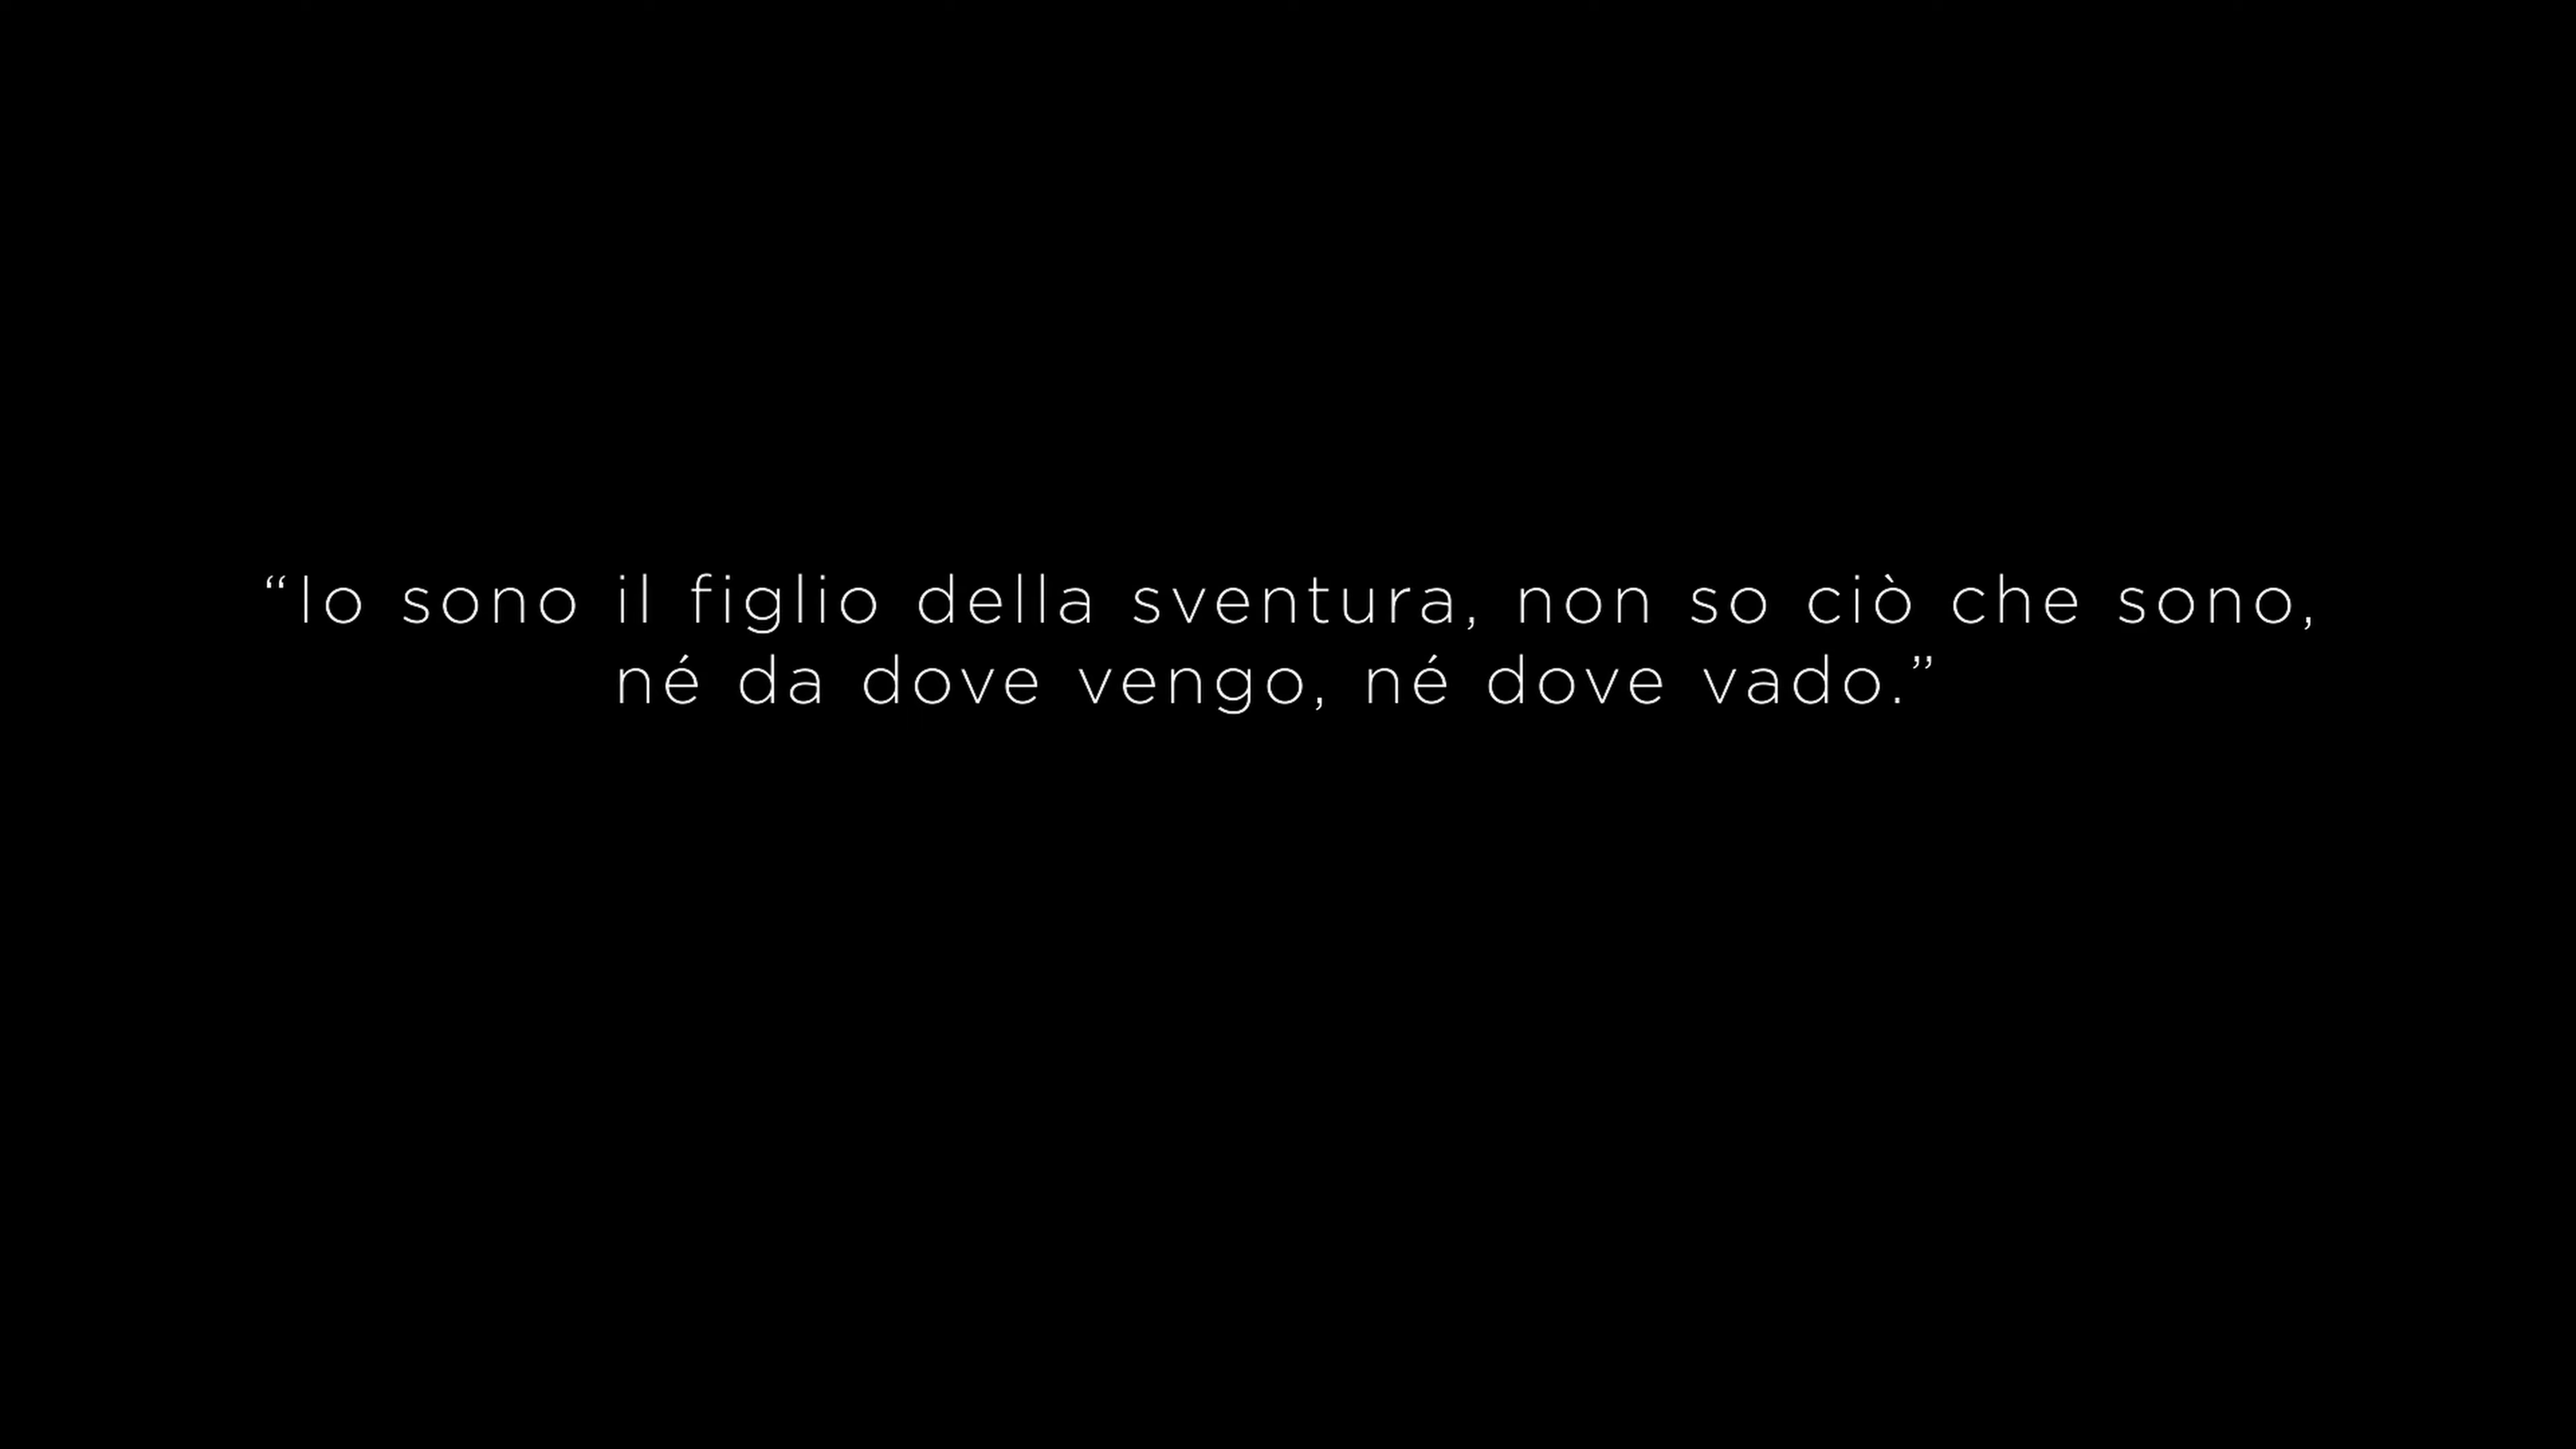 “Io sono il figlio della sventura, non so ciò che sono,
né da dove vengo, né dove vado.”